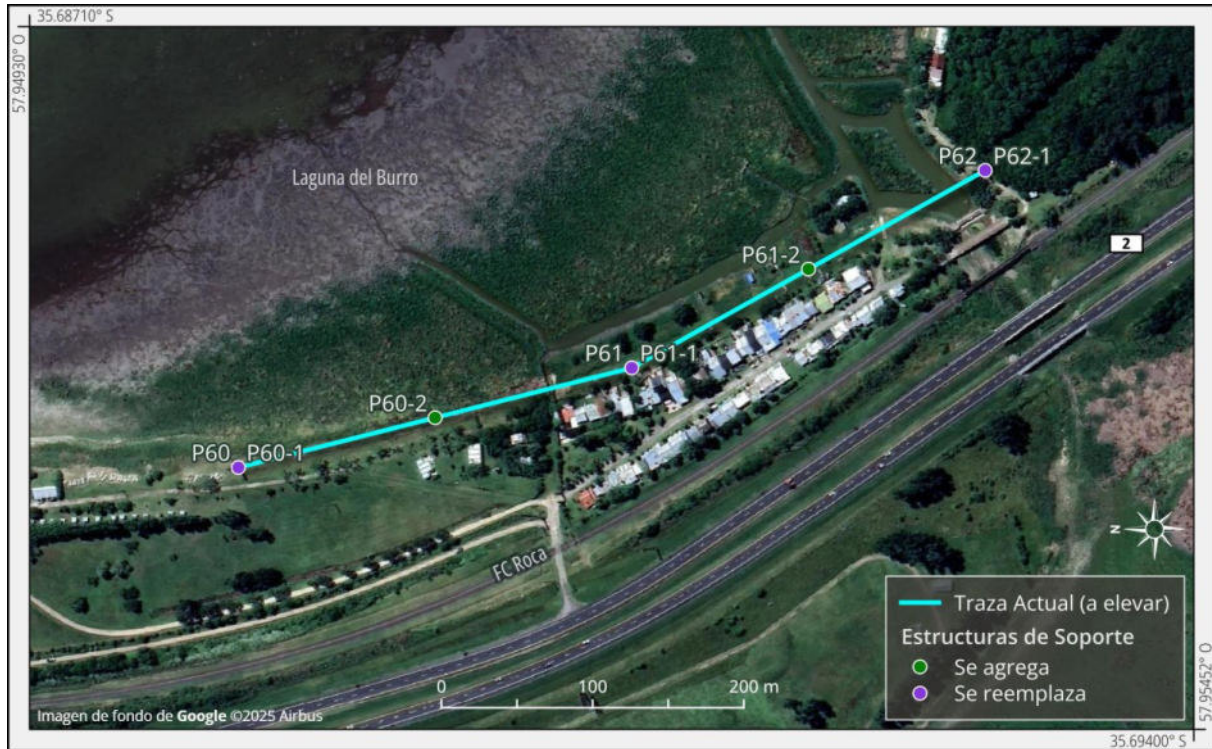 35.68710° S
57.94930° O
Laguna del Burro
P62 P62-1
2
P61-2
P61 P61-1
P60-2
P60 P60-1
N
FC Roca
Traza Actual (a elevar)
Estructuras de Soporte
Se agrega
Se reemplaza
0 100 200 m
Imagen de fondo de Google ©2025 Airbus
57.95452° O
35.69400° S